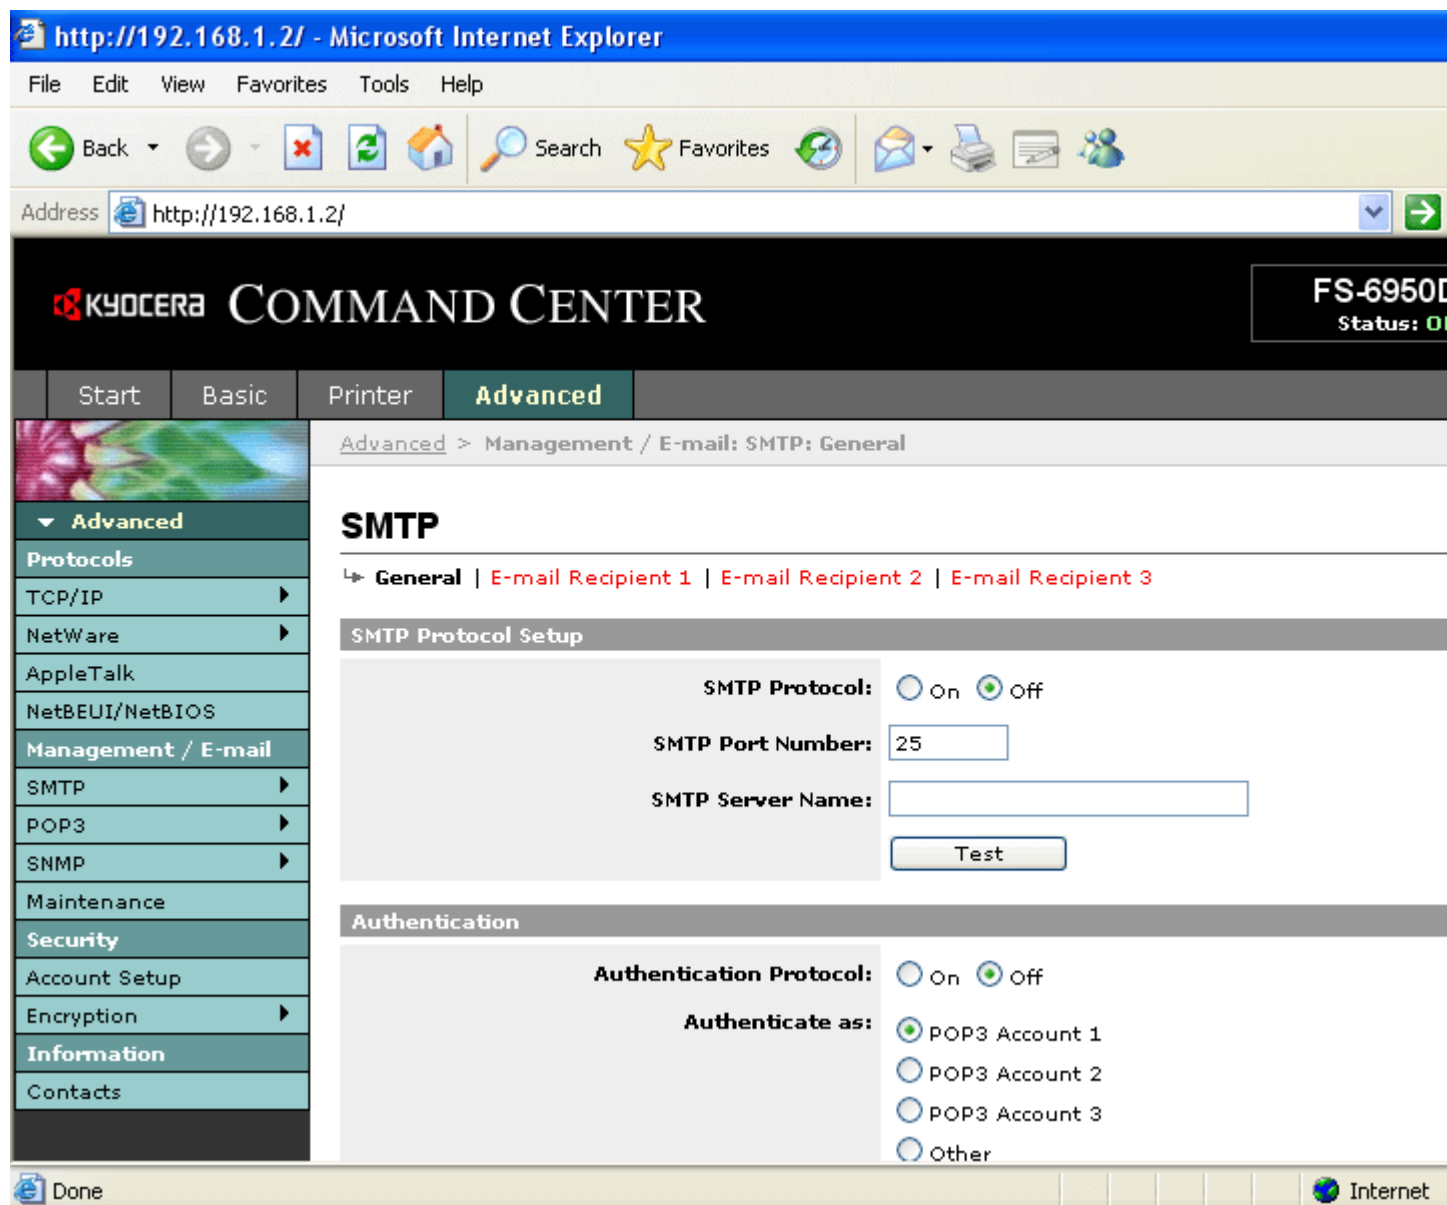 http://192.168.1.2/ - Microsoft Internet Explorer
File Edit View Favorites Tools Help
Back Search Favorites
Address http://192.168.1.2/
KYOCERA COMMAND CENTER
FS-6950D
Status:
Start Basic Printer Advanced
Advanced > Management / E-mail: SMTP: General
Advanced
Protocols
TCP/IP
NetWare
AppleTalk
NetBEUI/NetBIOS
Management / E-mail
SMTP
POP3
SNMP
Maintenance
Security
Account Setup
Encryption
Information
Contacts
SMTP
General | E-mail Recipient 1 | E-mail Recipient 2 | E-mail Recipient 3
SMTP Protocol Setup
SMTP Protocol: On Off
SMTP Port Number: 25
SMTP Server Name:
Test
Authentication
Authentication Protocol: On Off
Authenticate as: POP3 Account 1
POP3 Account 2
POP3 Account 3
Other
Done Internet